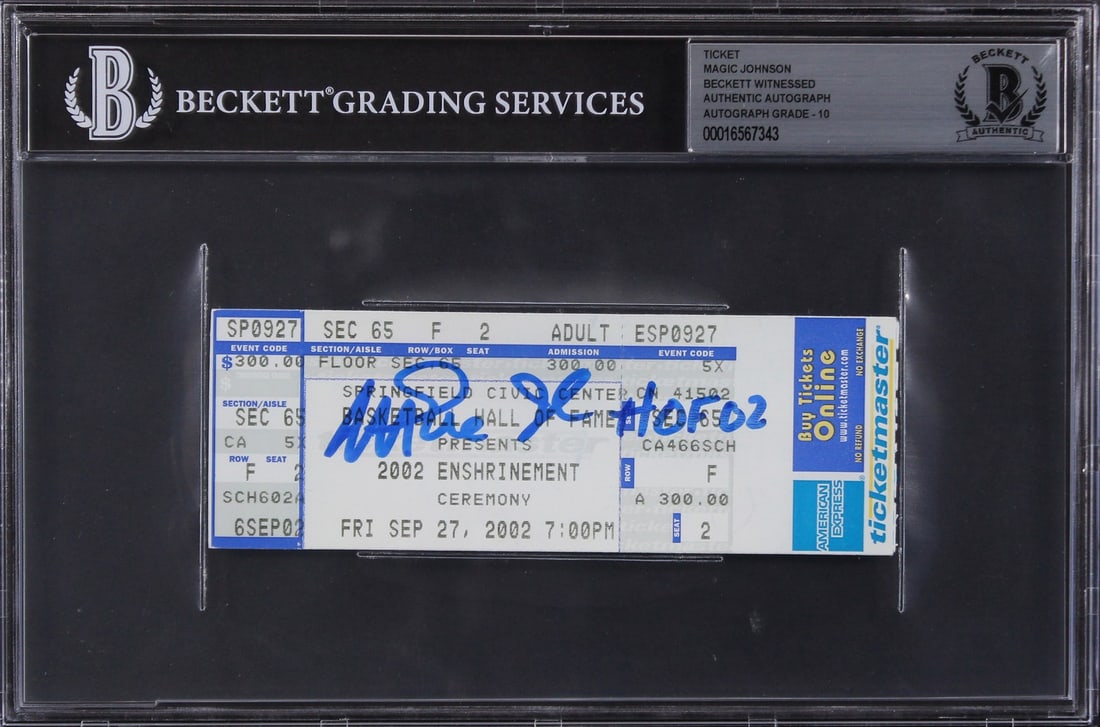 BECKETT® GRADING SERVICES
TICKET
MAGIC JOHNSON
BECKETT WITNESSED
AUTHENTIC AUTOGRAPH
AUTOGRAPH GRADE - 10
00016567343
BECKETT
AUTHENTIC
SP0927 SEC 65 F 2 ADULT ESP0927
EVENT CODE SECTION/AISLE ROW/BOX SEAT ADMISSION EVENT CODE
$300.00 FLOOR SEC 65 300.00 5X
SPRINGFIELD CIVIC CENTER CN 41502
SECTION/AISLE
SEC 65 BASKETBALL HALL OF FAME SEC 65
Magic Johnson HOF 02
CA 5X PRESENTS CA466SCH
ROW SEAT
F 2 2002 ENSHRINEMENT ROW F
SCH602A CEREMONY A 300.00
6SEP02 FRI SEP 27, 2002 7:00PM SEAT 2
Buy Tickets
Online
www.ticketmaster.com
NO REFUND NO EXCHANGE
AMERICAN EXPRESS
ticketmaster®